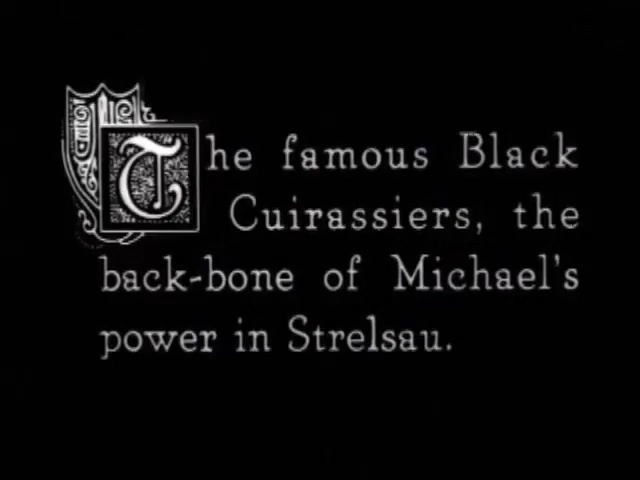 The famous Black
Cuirassiers, the
back-bone of Michael's
power in Strelsau.